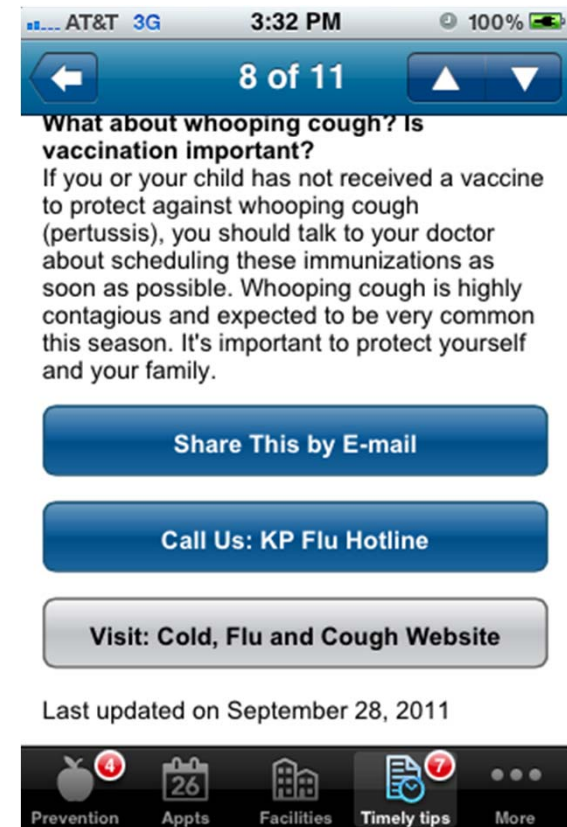 AT&T 3G 3:32 PM 100%
8 of 11
What about whooping cough? Is
vaccination important?
If you or your child has not received a vaccine
to protect against whooping cough
(pertussis), you should talk to your doctor
about scheduling these immunizations as
soon as possible. Whooping cough is highly
contagious and expected to be very common
this season. It's important to protect yourself
and your family.
Share This by E-mail
Call Us: KP Flu Hotline
Visit: Cold, Flu and Cough Website
Last updated on September 28, 2011
4 26 7
Prevention Appts Facilities Timely tips More